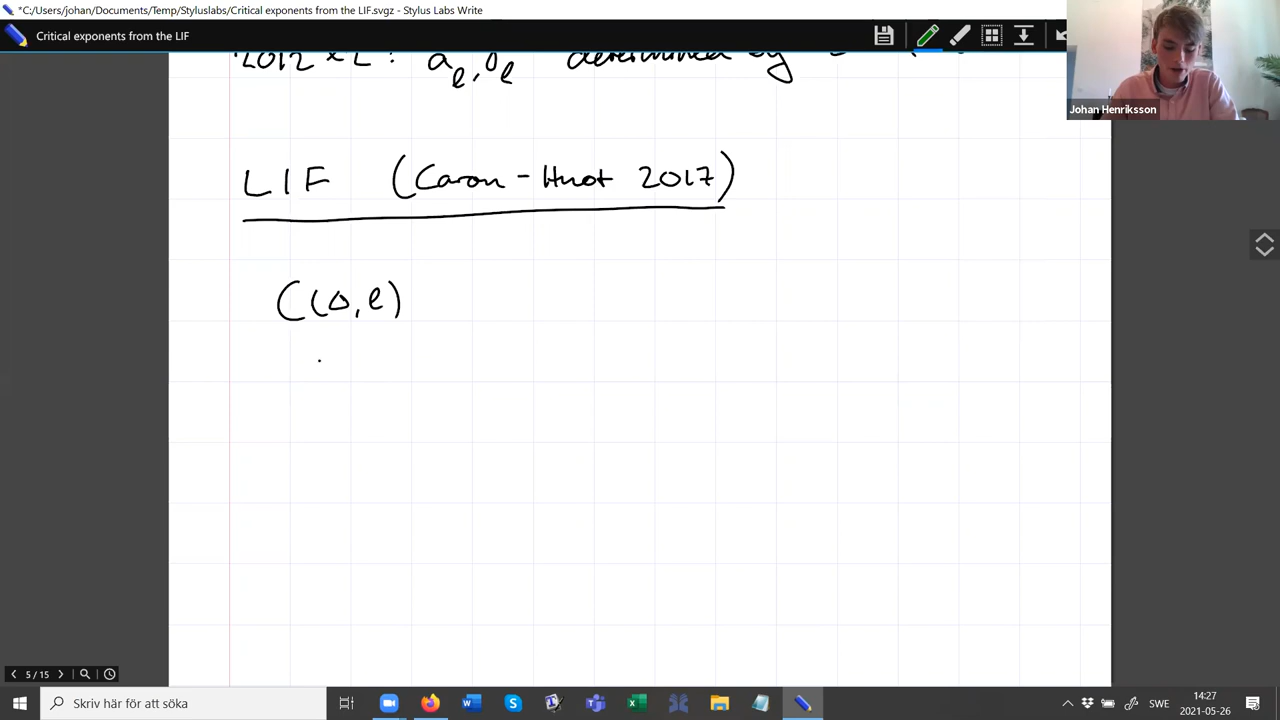 *C:/Users/johan/Documents/Temp/Styluslabs/Critical exponents from the LIF.svgz - Stylus Labs Write
Critical exponents from the LIF
Johan Henriksson
determined by
LIF (Caron-Huot 2017)
C(Δ, ℓ)
5 / 15
Skriv här för att söka
SWE
14:27
2021-05-26